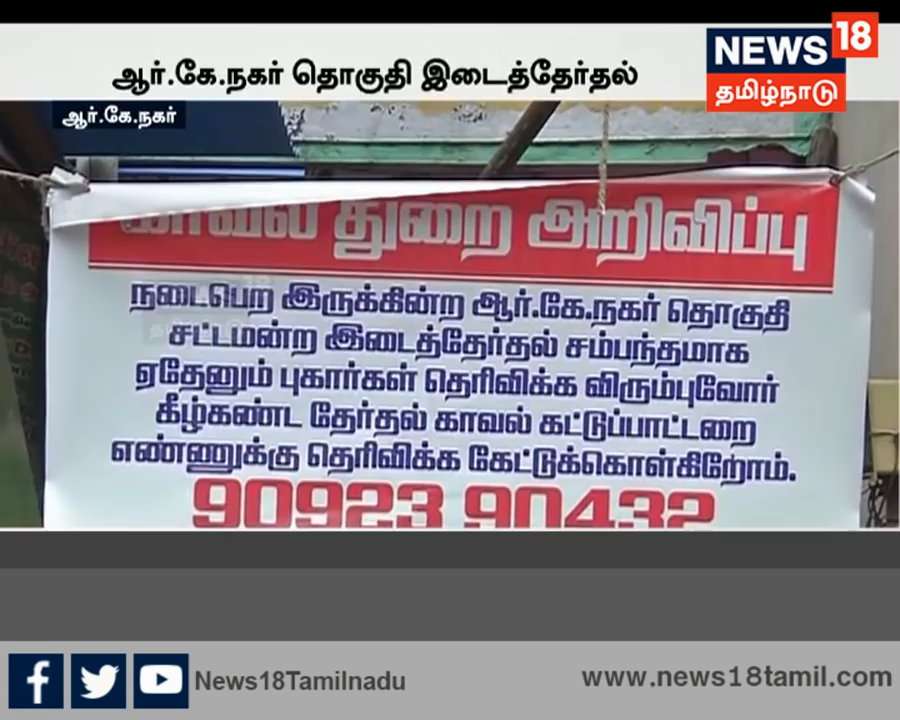 ஆர்.கே.நகர் தொகுதி இடைத்தேர்தல்
NEWS 18
தமிழ்நாடு
ஆர்.கே.நகர்
காவல் துறை அறிவிப்பு
நடைபெற இருக்கின்ற ஆர்.கே.நகர் தொகுதி
சட்டமன்ற இடைத்தேர்தல் சம்பந்தமாக
ஏதேனும் புகார்கள் தெரிவிக்க விரும்புவோர்
கீழ்கண்ட தேர்தல் காவல் கட்டுப்பாட்டறை
எண்ணுக்கு தெரிவிக்க கேட்டுக்கொள்கிறோம்.
90923 90432
News18Tamilnadu
www.news18tamil.com